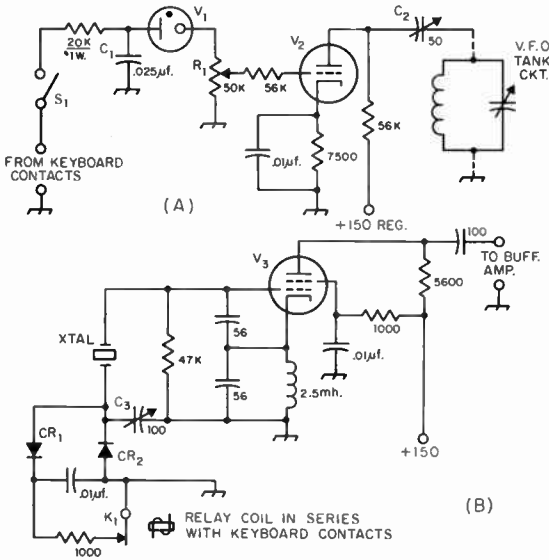 V1
20K
1W.
C1
.025µf.
S1
R1
50K
56K
V2
C2
50
V.F.O.
TANK
CKT.
56K
.01µf.
7500
FROM KEYBOARD
CONTACTS
(A)
+150 REG.
V3
100
TO BUFF.
AMP.
5600
XTAL
56
47K
1000
.01µf.
56
2.5mh.
C3
100
CR1
CR2
+150
.01µf.
K1
1000
RELAY COIL IN SERIES
WITH KEYBOARD CONTACTS
(B)